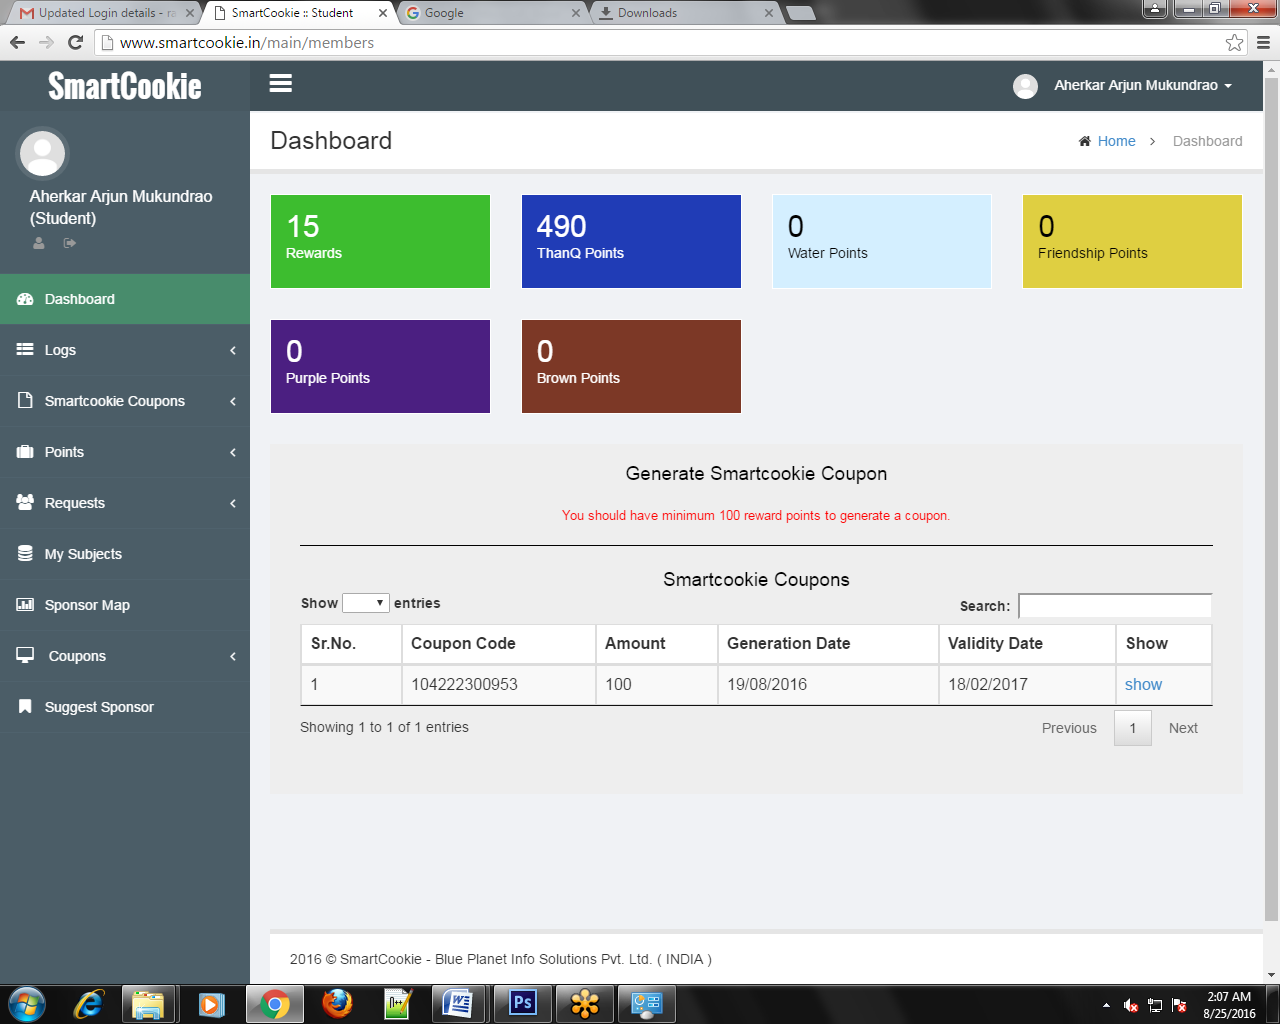 Updated Login details - ra
SmartCookie :: Student
Google
Downloads
www.smartcookie.in/main/members
SmartCookie
Aherkar Arjun Mukundrao
Dashboard
Home > Dashboard
Aherkar Arjun Mukundrao
(Student)
15
Rewards
490
ThanQ Points
0
Water Points
0
Friendship Points
0
Purple Points
0
Brown Points
Dashboard
Logs
Smartcookie Coupons
Points
Requests
My Subjects
Sponsor Map
Coupons
Suggest Sponsor
Generate Smartcookie Coupon
You should have minimum 100 reward points to generate a coupon.
Smartcookie Coupons
Show entries
Search:
Sr.No. Coupon Code Amount Generation Date Validity Date Show
1 104222300953 100 19/08/2016 18/02/2017 show
Showing 1 to 1 of 1 entries
Previous 1 Next
2016 © SmartCookie - Blue Planet Info Solutions Pvt. Ltd. ( INDIA )
n++
W
Ps
2:07 AM
8/25/2016